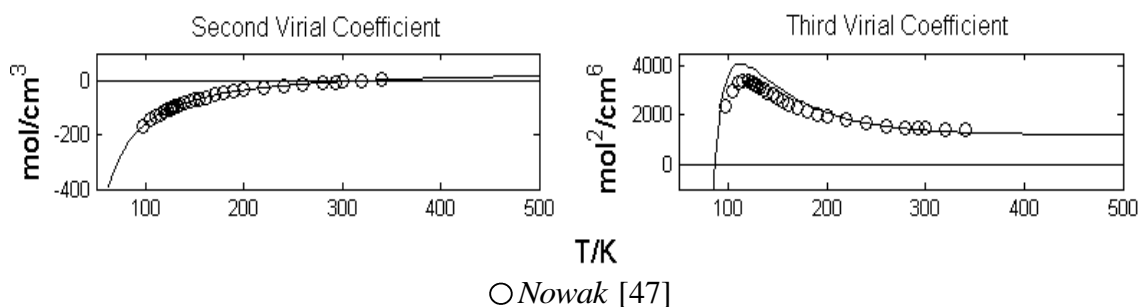 Second Virial Coefficient
mol/cm³
0
-200
-400
100 200 300 400 500
Third Virial Coefficient
mol²/cm⁶
4000
2000
0
100 200 300 400 500
T/K
Nowak [47]